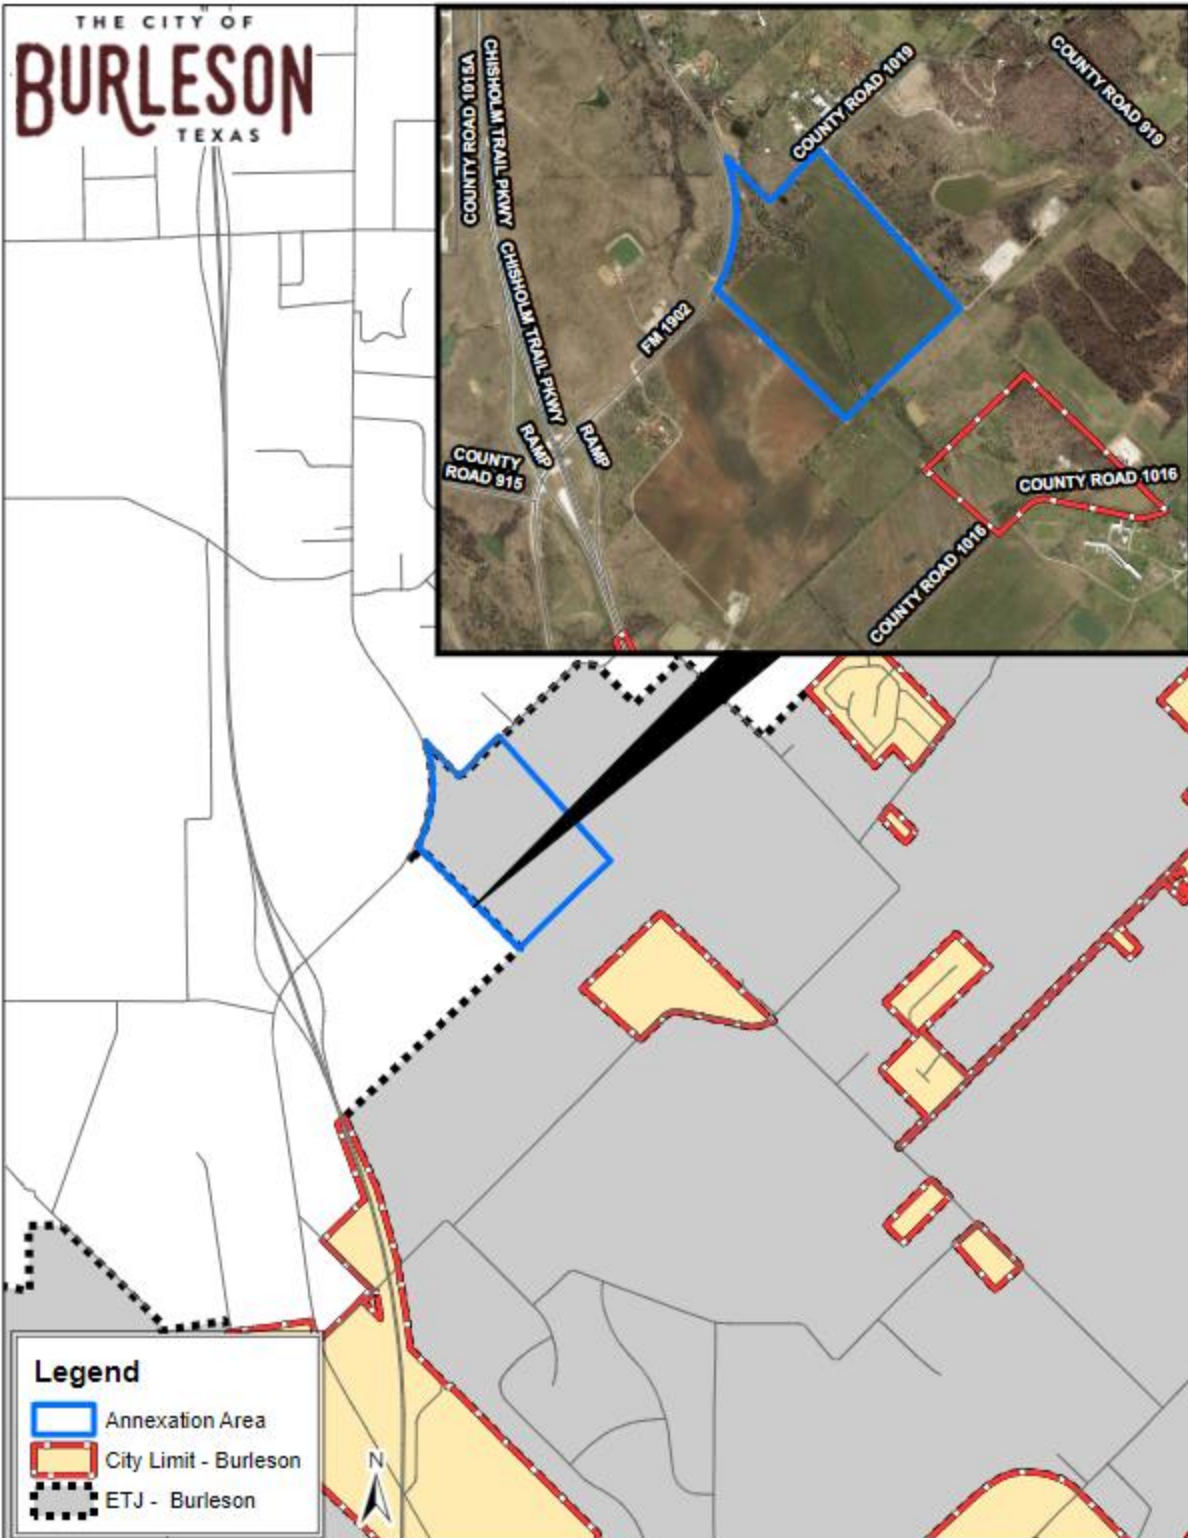 THE CITY OF
BURLESON
TEXAS
COUNTY ROAD 1015A
CHISHOLM TRAIL PKWY
CHISHOLM TRAIL PKWY
COUNTY ROAD 1019
COUNTY ROAD 919
FM 1902
RAMP
RAMP
COUNTY
ROAD 915
COUNTY ROAD 1016
COUNTY ROAD 1016
Legend
Annexation Area
City Limit - Burleson
ETJ - Burleson
N